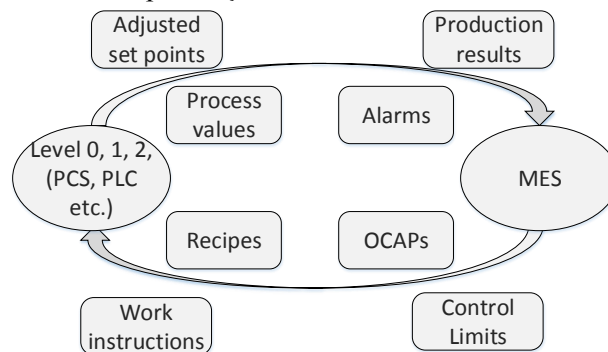 Adjusted
set points
Production
results
Process
values
Alarms
Level 0, 1, 2,
(PCS, PLC
etc.)
MES
Recipes
OCAPs
Work
instructions
Control
Limits